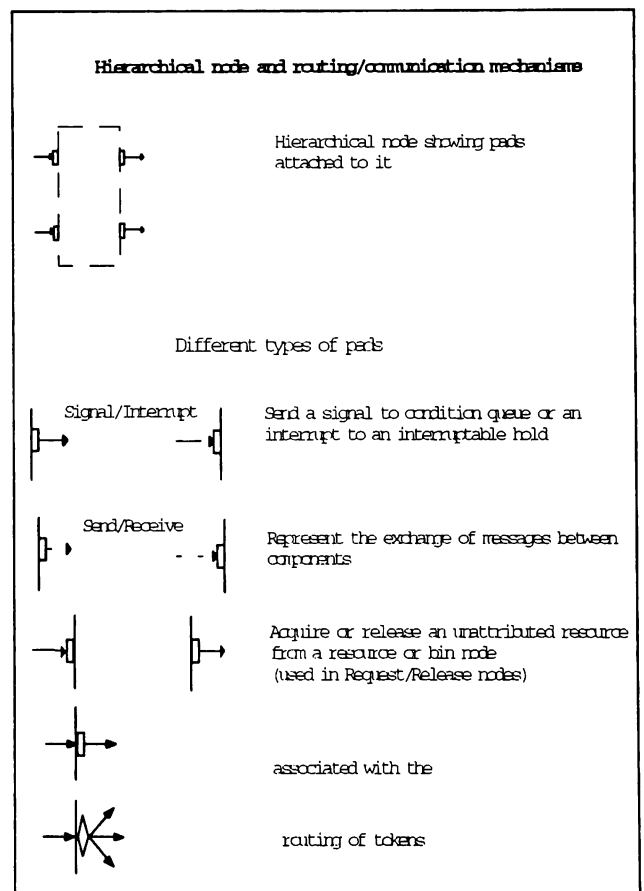 Hierarchical node and routing/communication mechanisms
Hierarchical node showing pads
attached to it
Different types of pads
Signal/Interrupt
Send a signal to condition queue or an
interrupt to an interruptable hold
Send/Receive
Represent the exchange of messages between
components
Acquire or release an unattributed resource
from a resource or bin node
(used in Request/Release nodes)
associated with the
routing of tokens